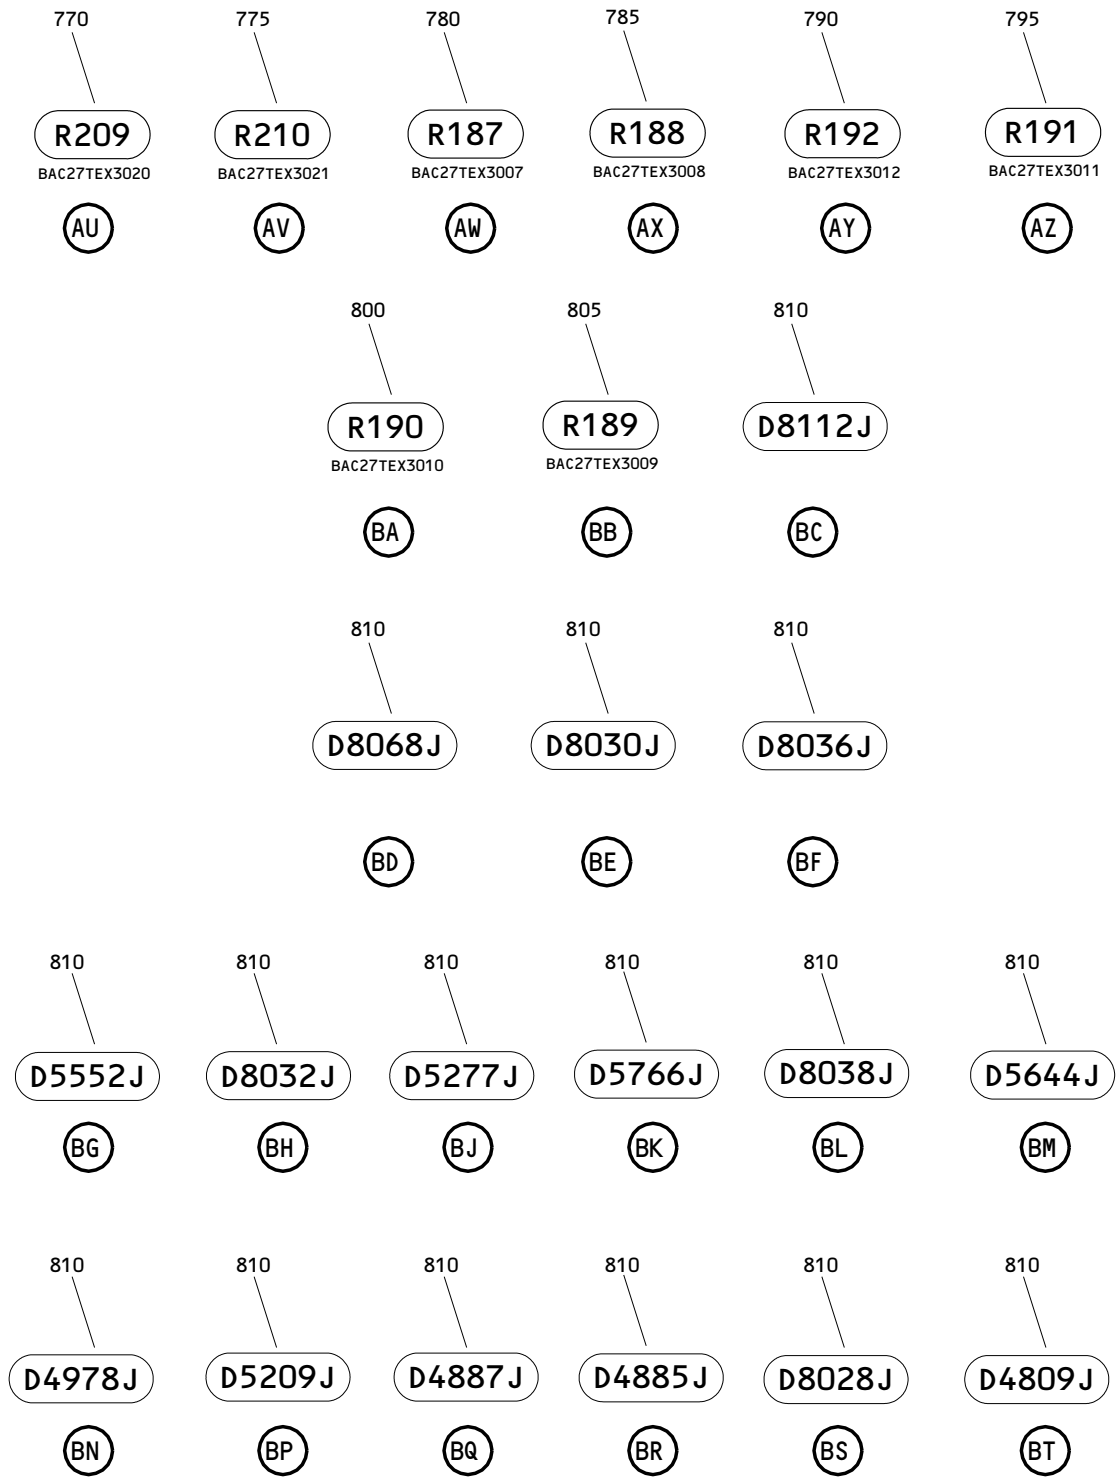 770 775 780 785 790 795
R209 R210 R187 R188 R192 R191
BAC27TEX3020 BAC27TEX3021 BAC27TEX3007 BAC27TEX3008 BAC27TEX3012 BAC27TEX3011
AU AV AW AX AY AZ
800 805 810
R190 R189 D8112J
BAC27TEX3010 BAC27TEX3009
BA BB BC
810 810 810
D8068J D8030J D8036J
BD BE BF
810 810 810 810 810 810
D5552J D8032J D5277J D5766J D8038J D5644J
BG BH BJ BK BL BM
810 810 810 810 810 810
D4978J D5209J D4887J D4885J D8028J D4809J
BN BP BQ BR BS BT